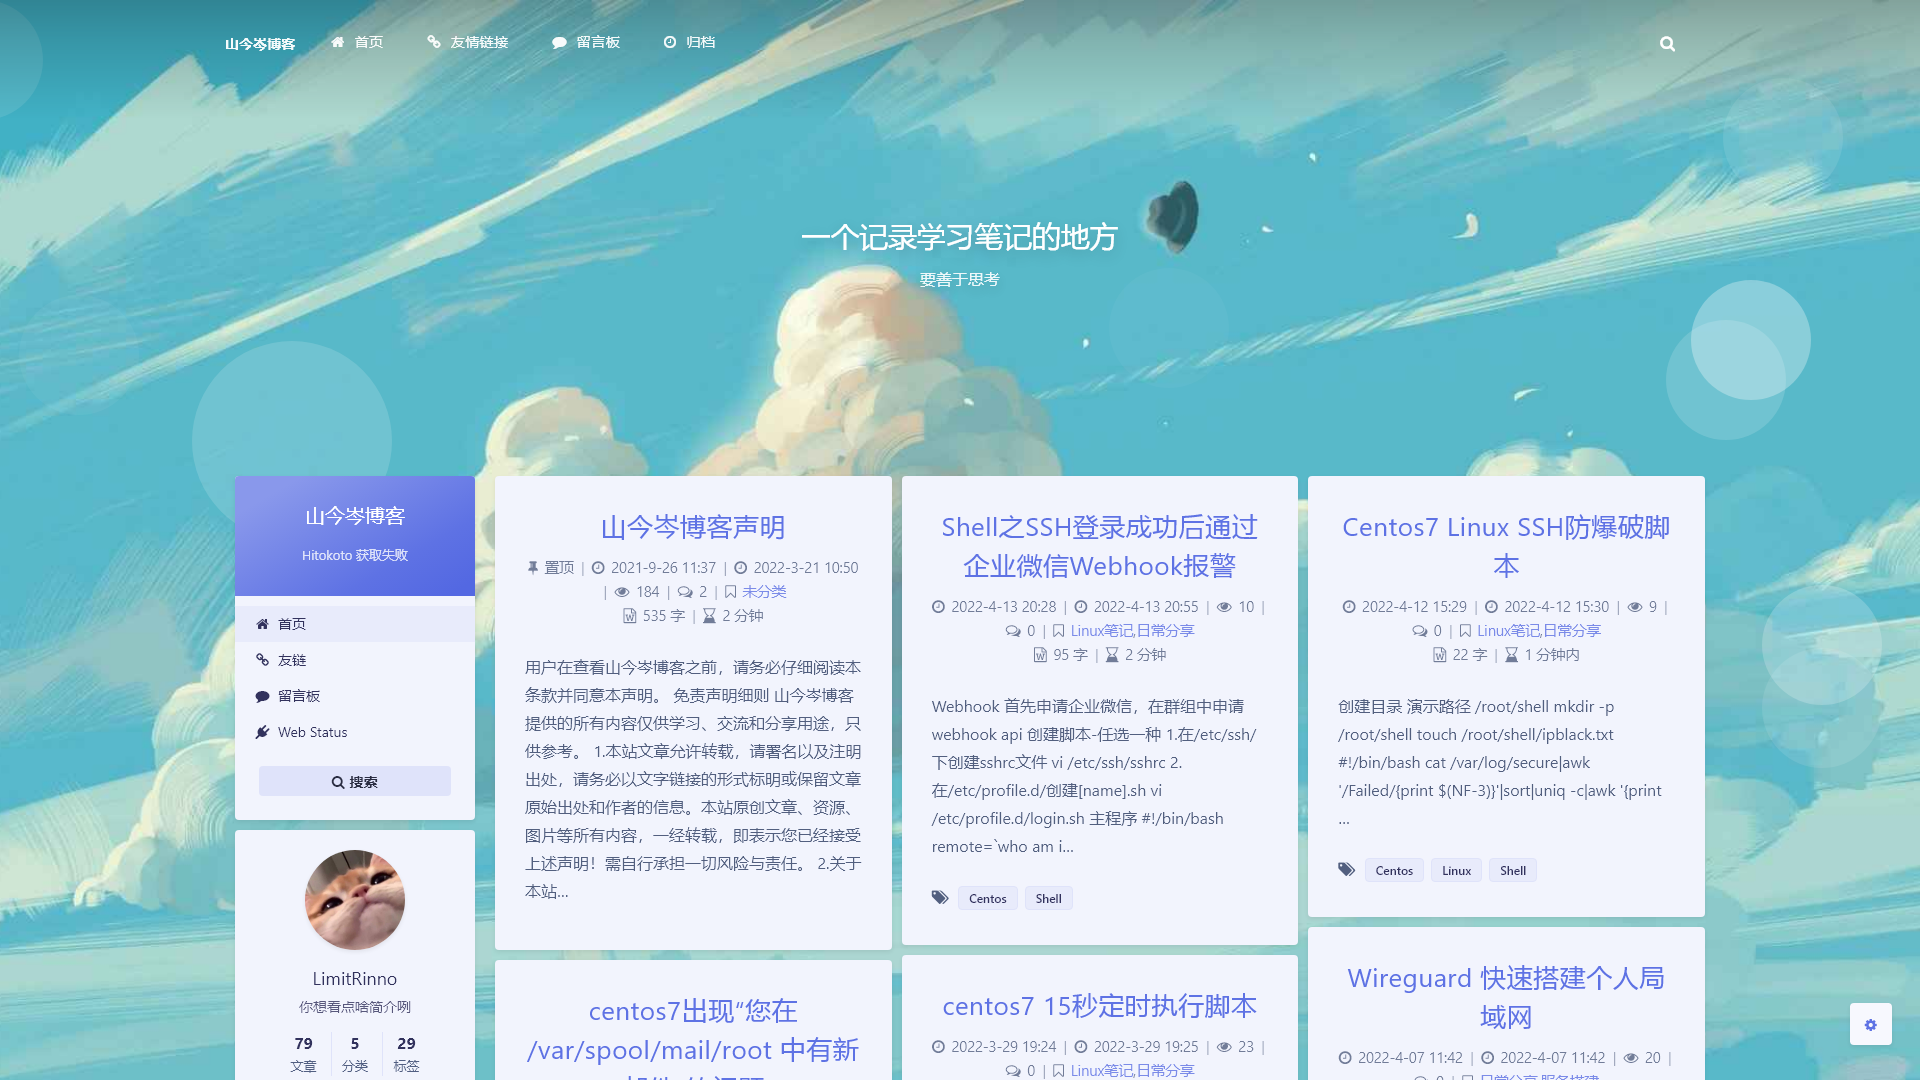 山今岑博客
首页
友情链接
留言板
归档
一个记录学习笔记的地方
要善于思考
山今岑博客
Hitokoto 获取失败
首页
友链
留言板
Web Status
搜索
LimitRinno
你想看点啥简介咧
79 5 29
文章 分类 标签
山今岑博客声明
置顶 | 2021-9-26 11:37 | 2022-3-21 10:50
| 184 | 2 | 未分类
535 字 | 2 分钟
用户在查看山今岑博客之前，请务必仔细阅读本
条款并同意本声明。 免责声明细则 山今岑博客
提供的所有内容仅供学习、交流和分享用途，只
供参考。 1.本站文章允许转载，请署名以及注明
出处，请务必以文字链接的形式标明或保留文章
原始出处和作者的信息。本站原创文章、资源、
图片等所有内容，一经转载，即表示您已经接受
上述声明！需自行承担一切风险与责任。 2.关于
本站...
centos7出现“您在
/var/spool/mail/root 中有新
Shell之SSH登录成功后通过
企业微信Webhook报警
2022-4-13 20:28 | 2022-4-13 20:55 | 10 |
0 | Linux笔记,日常分享
95 字 | 2 分钟
Webhook 首先申请企业微信，在群组中申请
webhook api 创建脚本-任选一种 1.在/etc/ssh/
下创建sshrc文件 vi /etc/ssh/sshrc 2.
在/etc/profile.d/创建[name].sh vi
/etc/profile.d/login.sh 主程序 #!/bin/bash
remote=`who am i...
Centos Shell
centos7 15秒定时执行脚本
2022-3-29 19:24 | 2022-3-29 19:25 | 23 |
0 | Linux笔记,日常分享
Centos7 Linux SSH防爆破脚
本
2022-4-12 15:29 | 2022-4-12 15:30 | 9 |
0 | Linux笔记,日常分享
22 字 | 1 分钟内
创建目录 演示路径 /root/shell mkdir -p
/root/shell touch /root/shell/ipblack.txt
#!/bin/bash cat /var/log/secure|awk
'/Failed/{print $(NF-3)}'|sort|uniq -c|awk '{print
...
Centos Linux Shell
Wireguard 快速搭建个人局
域网
2022-4-07 11:42 | 2022-4-07 11:42 | 20 |
0 | 日常分享,服务搭建